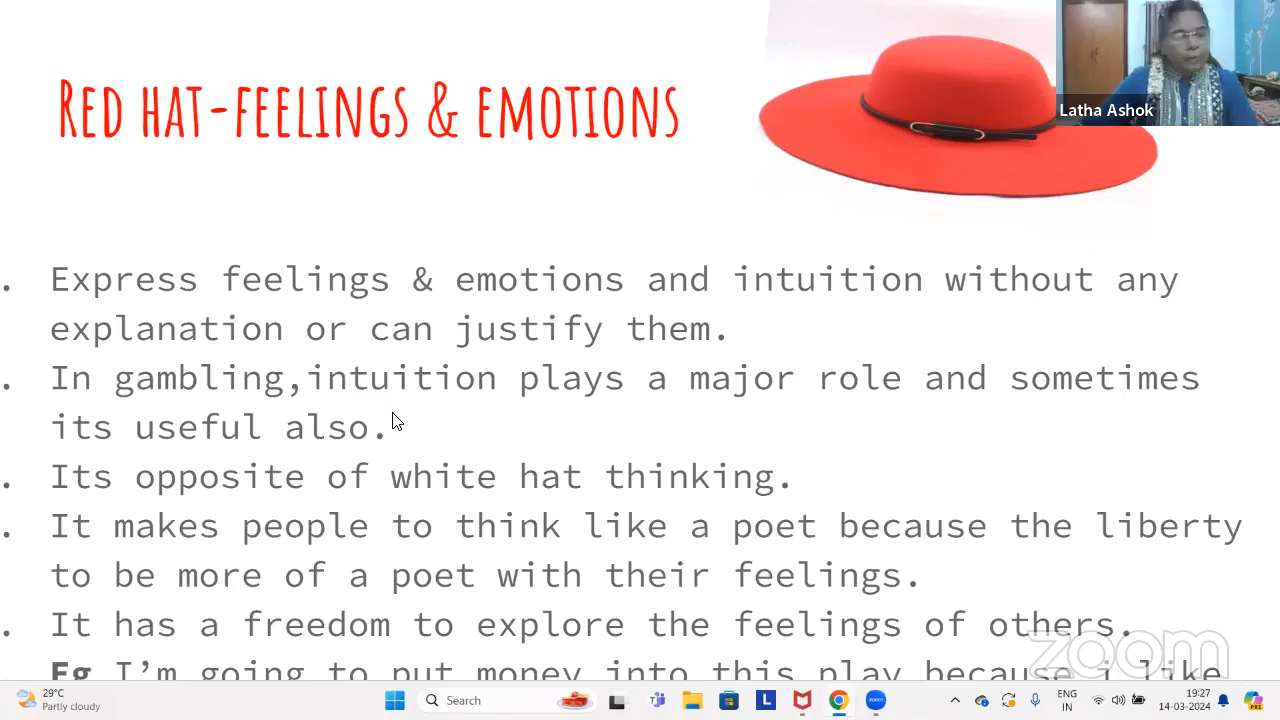 RED HAT-FEELINGS & EMOTIONS
Latha Ashok
. Express feelings & emotions and intuition without any
explanation or can justify them.
. In gambling,intuition plays a major role and sometimes
its useful also.
. Its opposite of white hat thinking.
. It makes people to think like a poet because the liberty
to be more of a poet with their feelings.
. It has a freedom to explore the feelings of others.
Eg I’m going to put money into this play because i like
zoom
29°C
Partly cloudy
Search
ENG
IN
19:27
14-03-2024